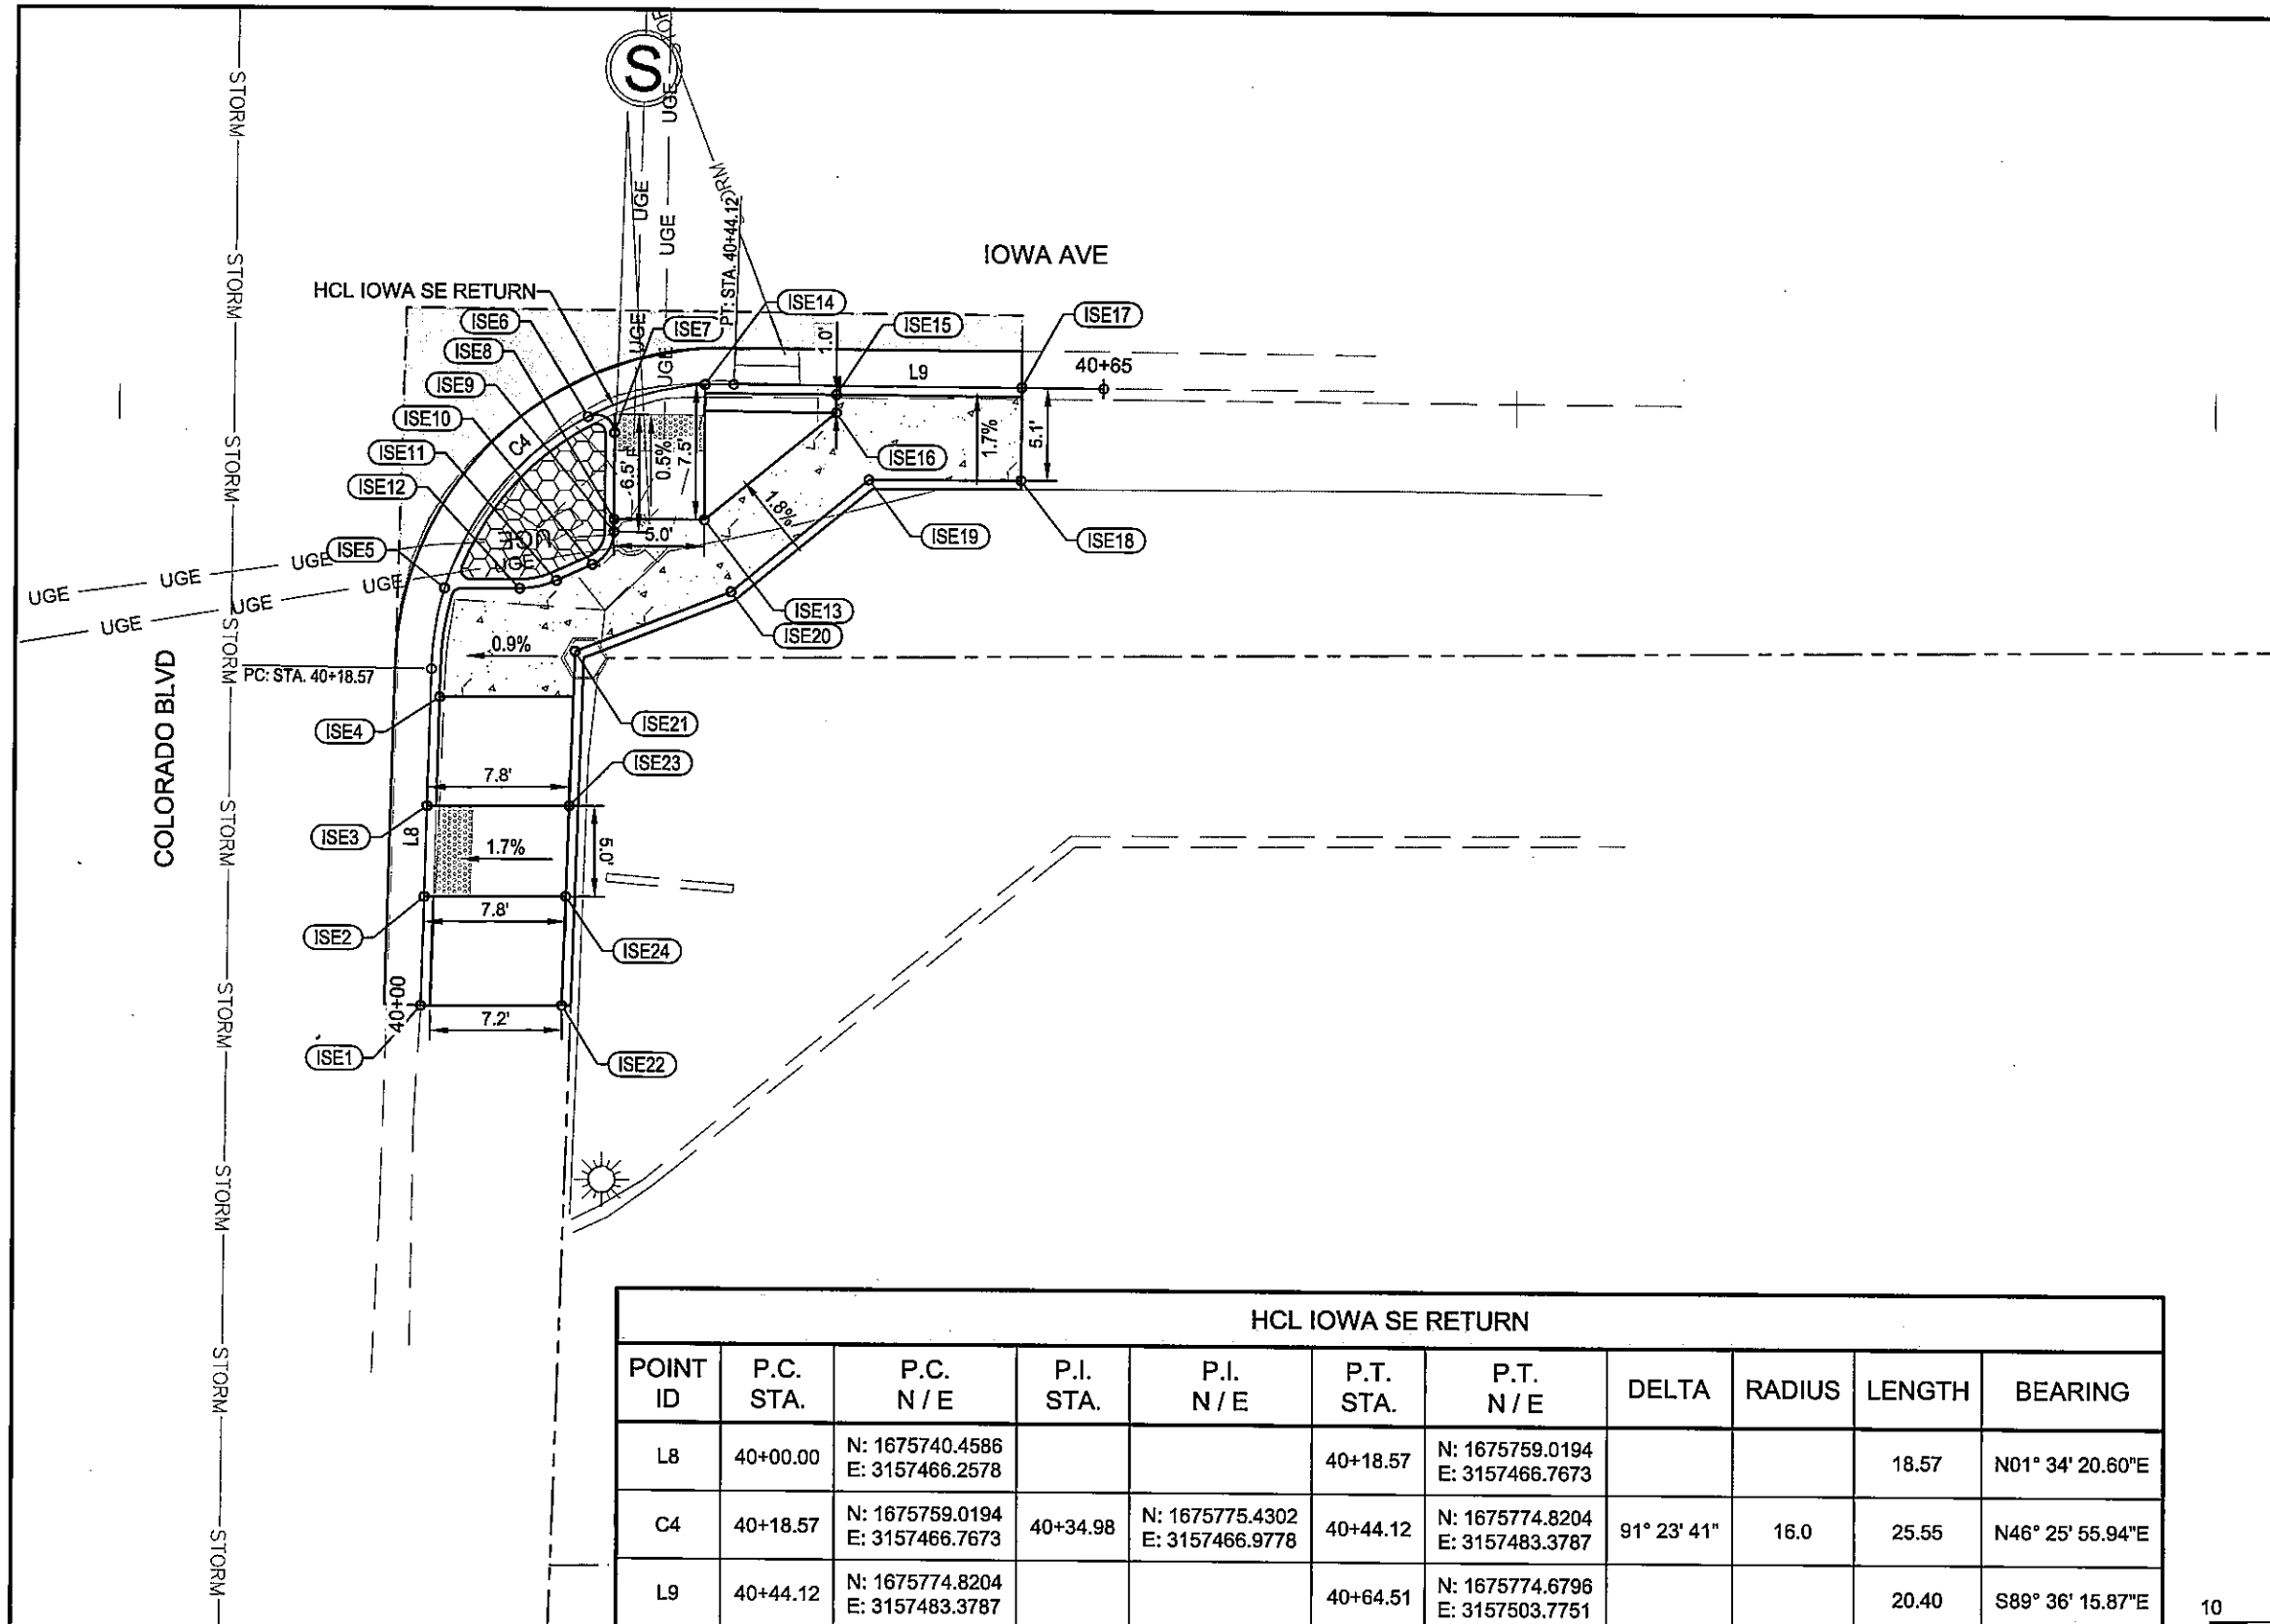 S
STORM
STORM
STORM
STORM
STORM
STORM
STORM
STORM
STORM
UGE
UGE
UGE
UGE
UGE
UGE
PT: STA. 40+44.12
IOWA AVE
HCL IOWA SE RETURN
ISE14
ISE6
ISE7
ISE15
ISE17
ISE8
1.0'
L9
40+65
ISE9
ISE10
C4
ISE11
6.5'
0.5%
7.5'
ISE16
1.7%
5.1'
ISE12
1.8%
ISE5
5.0'
ISE19
ISE18
UGE
UGE
UGE
UGE
UGE
UGE
UGE
UGE
UGE
ISE13
ISE20
0.9%
COLORADO BLVD
PC: STA. 40+18.57
ISE4
ISE21
7.8'
ISE23
ISE3
L8
1.7%
5.0'
7.8'
ISE2
ISE24
40+00
7.2'
ISE1
ISE22
HCL IOWA SE RETURN
POINT ID P.C. STA. P.C. N / E P.I. STA. P.I. N / E P.T. STA. P.T. N / E DELTA RADIUS LENGTH BEARING
L8 40+00.00 N: 1675740.4586 E: 3157466.2578 40+18.57 N: 1675759.0194 E: 3157466.7673 18.57 N01° 34' 20.60"E
C4 40+18.57 N: 1675759.0194 E: 3157466.7673 40+34.98 N: 1675775.4302 E: 3157466.9778 40+44.12 N: 1675774.8204 E: 3157483.3787 91° 23' 41" 16.0 25.55 N46° 25' 55.94"E
L9 40+44.12 N: 1675774.8204 E: 3157483.3787 40+64.51 N: 1675774.6796 E: 3157503.7751 20.40 S89° 36' 15.87"E
10